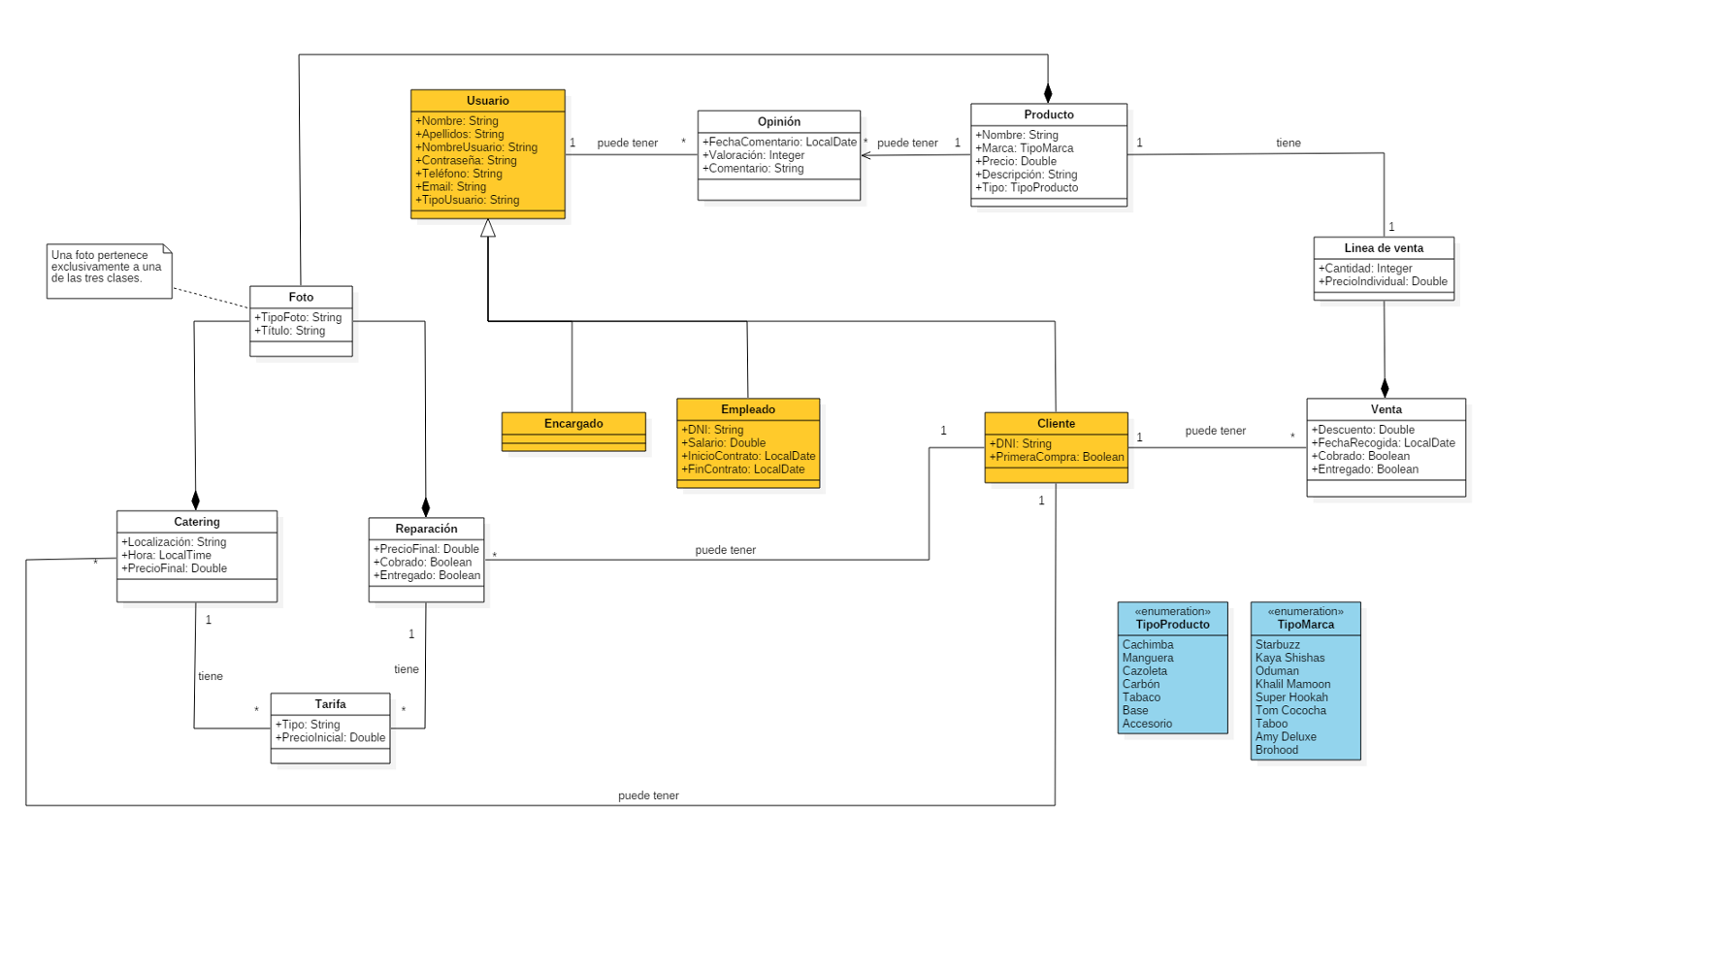 Usuario
+Nombre: String
+Apellidos: String
+NombreUsuario: String
+Contraseña: String
+Teléfono: String
+Email: String
+TipoUsuario: String
1
puede tener
*
Opinión
+FechaComentario: LocalDate
+Valoración: Integer
+Comentario: String
*
puede tener
1
Producto
+Nombre: String
+Marca: TipoMarca
+Precio: Double
+Descripción: String
+Tipo: TipoProducto
1
tiene
1
Linea de venta
+Cantidad: Integer
+PrecioIndividual: Double
Una foto pertenece
exclusivamente a una
de las tres clases.
Foto
+TipoFoto: String
+Título: String
Encargado
Empleado
+DNI: String
+Salario: Double
+InicioContrato: LocalDate
+FinContrato: LocalDate
1
Cliente
+DNI: String
+PrimeraCompra: Boolean
1
puede tener
*
Venta
+Descuento: Double
+FechaRecogida: LocalDate
+Cobrado: Boolean
+Entregado: Boolean
1
Catering
+Localización: String
+Hora: LocalTime
+PrecioFinal: Double
*
Reparación
+PrecioFinal: Double
+Cobrado: Boolean
+Entregado: Boolean
*
puede tener
1
tiene
1
tiene
*
Tarifa
+Tipo: String
+PrecioInicial: Double
*
puede tener
«enumeration»
TipoProducto
Cachimba
Manguera
Cazoleta
Carbón
Tabaco
Base
Accesorio
«enumeration»
TipoMarca
Starbuzz
Kaya Shishas
Oduman
Khalil Mamoon
Super Hookah
Tom Cococha
Taboo
Amy Deluxe
Brohood